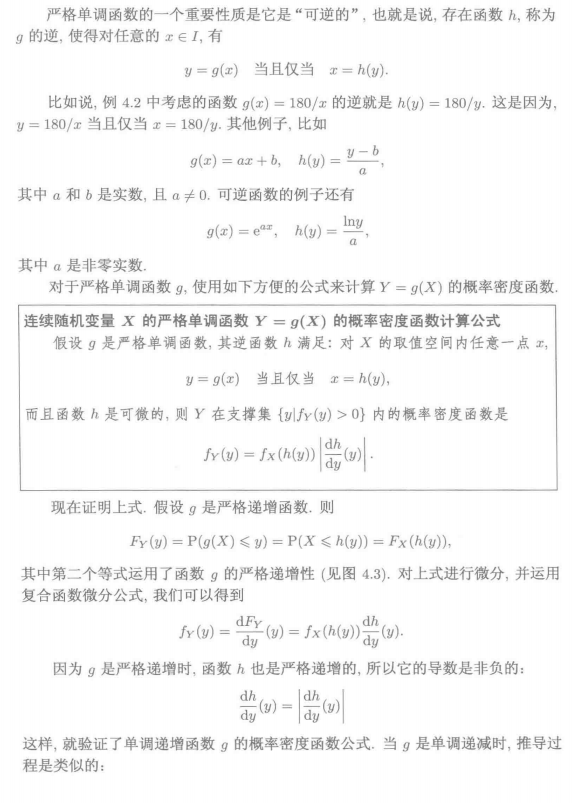 严格单调函数的一个重要性质是它是“可逆的”, 也就是说, 存在函数 h, 称为
g 的逆, 使得对任意的 x ∈ I, 有
y = g(x) 当且仅当 x = h(y).
比如说, 例 4.2 中考虑的函数 g(x) = 180/x 的逆就是 h(y) = 180/y. 这是因为,
y = 180/x 当且仅当 x = 180/y. 其他例子, 比如
g(x) = ax + b, h(y) = \frac{y − b}{a},
其中 a 和 b 是实数, 且 a ≠ 0. 可逆函数的例子还有
g(x) = e^{ax}, h(y) = \frac{lny}{a},
其中 a 是非零实数.
对于严格单调函数 g, 使用如下方便的公式来计算 Y = g(X) 的概率密度函数.
连续随机变量 X 的严格单调函数 Y = g(X) 的概率密度函数计算公式
假设 g 是严格单调函数, 其逆函数 h 满足: 对 X 的取值空间内任意一点 x,
y = g(x) 当且仅当 x = h(y),
而且函数 h 是可微的, 则 Y 在支撑集 {y|f_Y(y) > 0} 内的概率密度函数是
f_Y(y) = f_X(h(y)) |\frac{dh}{dy}(y)|.
现在证明上式. 假设 g 是严格递增函数. 则
F_Y(y) = P(g(X) ⩽ y) = P(X ⩽ h(y)) = F_X(h(y)),
其中第二个等式运用了函数 g 的严格递增性 (见图 4.3). 对上式进行微分, 并运用
复合函数微分公式, 我们可以得到
f_Y(y) = \frac{dF_Y}{dy}(y) = f_X(h(y))\frac{dh}{dy}(y).
因为 g 是严格递增时, 函数 h 也是严格递增的, 所以它的导数是非负的:
\frac{dh}{dy}(y) = |\frac{dh}{dy}(y)|
这样, 就验证了单调递增函数 g 的概率密度函数公式. 当 g 是单调递减时, 推导过
程是类似的: